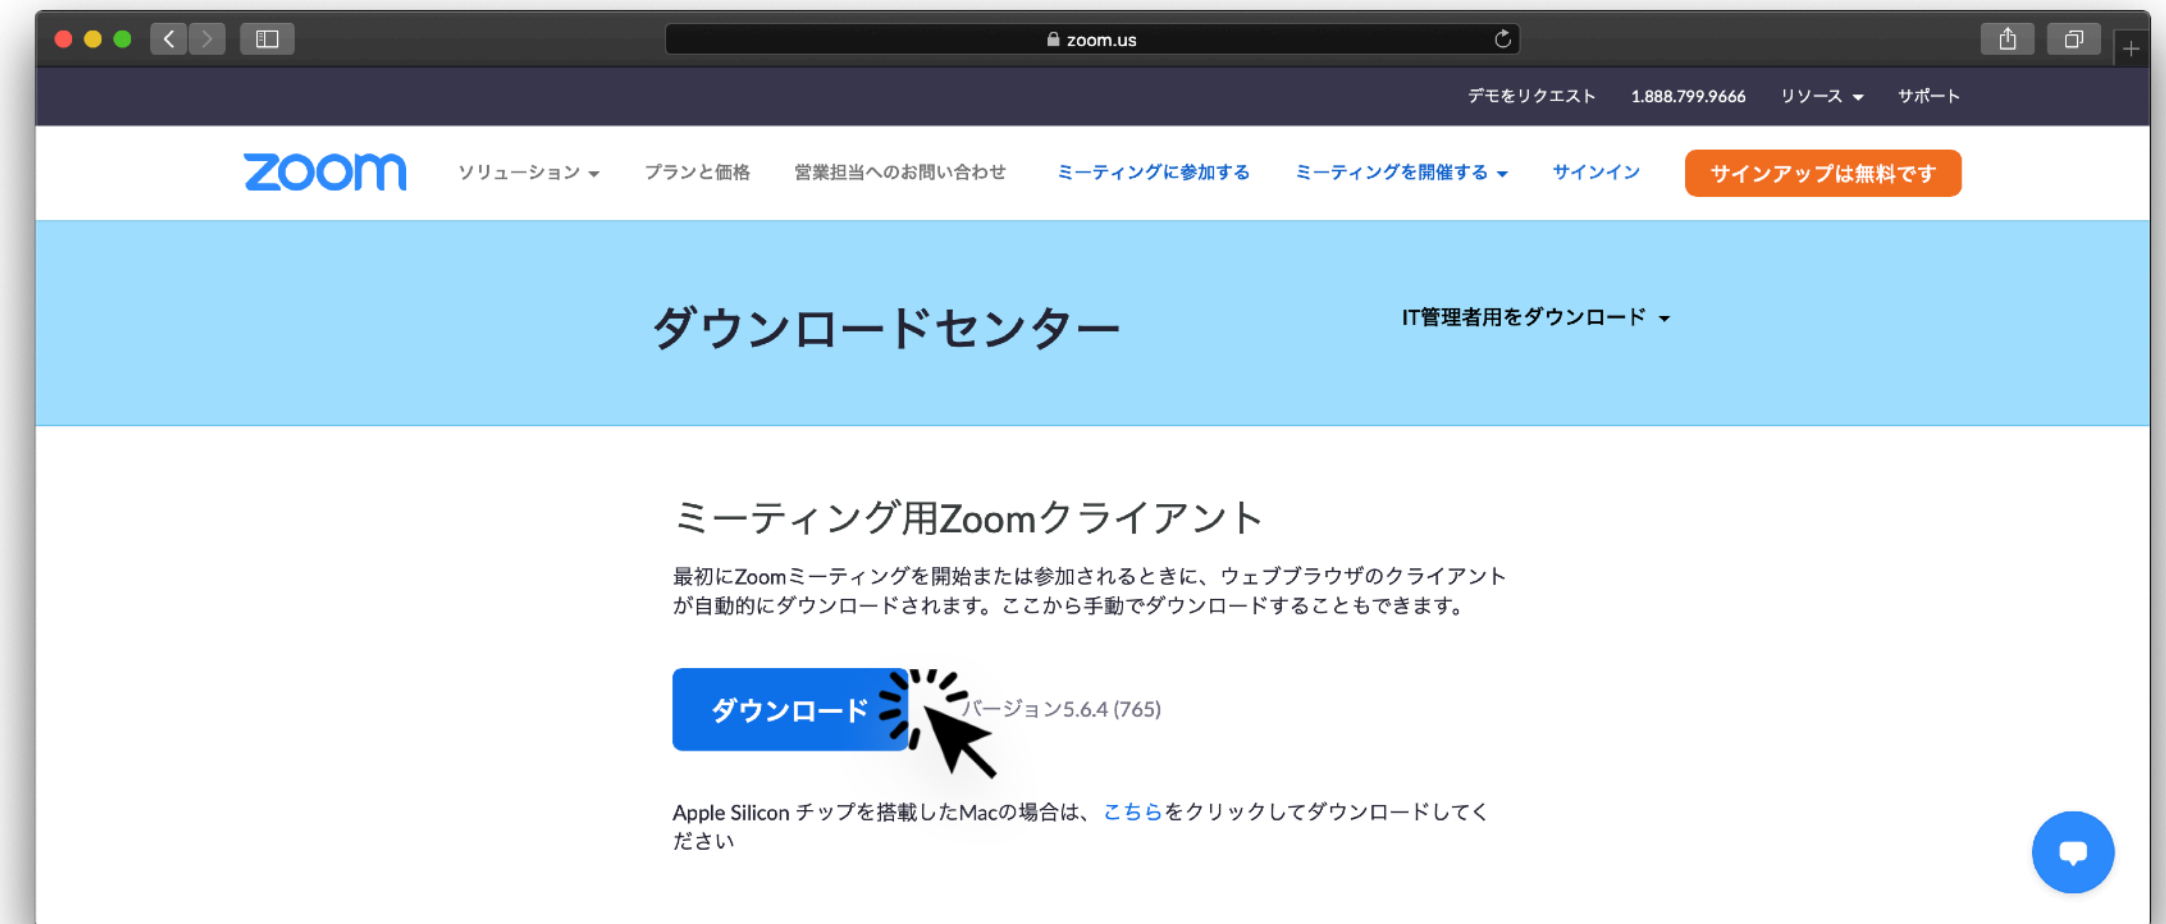 zoom.us
デモをリクエスト 1.888.799.9666 リソース サポート
zoom ソリューション プランと価格 営業担当へのお問い合わせ ミーティングに参加する ミーティングを開催する サインイン サインアップは無料です
ダウンロードセンター
IT管理者用をダウンロード
ミーティング用Zoomクライアント
最初にZoomミーティングを開始または参加されるときに、ウェブブラウザのクライアント
が自動的にダウンロードされます。ここから手動でダウンロードすることもできます。
ダウンロード バージョン5.6.4 (765)
Apple Silicon チップを搭載したMacの場合は、こちらをクリックしてダウンロードしてく
ださい